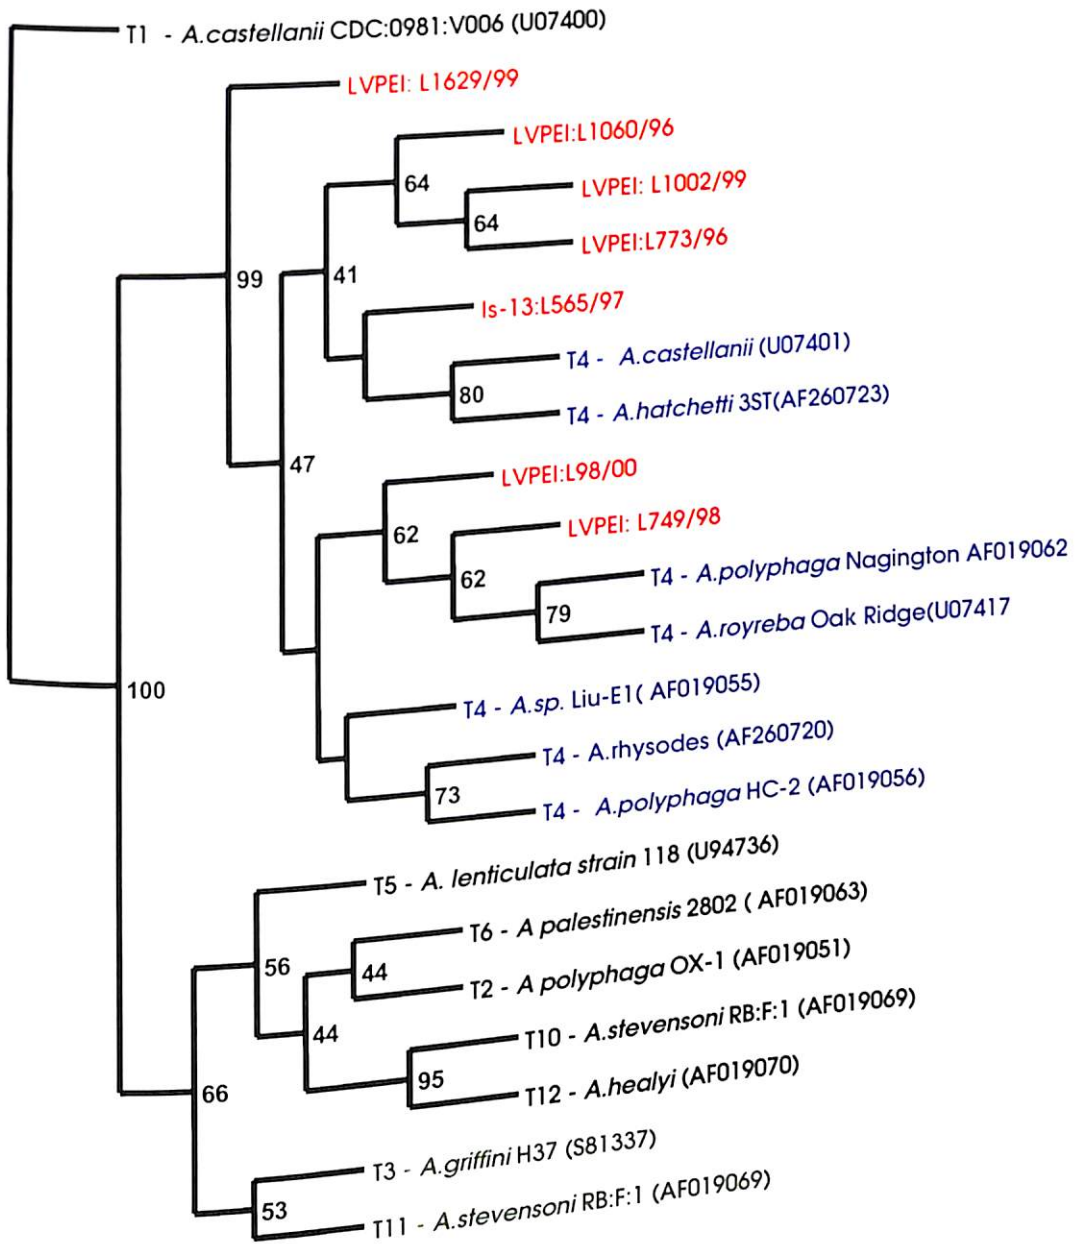 T1 - A.castellanii CDC:0981:V006 (U07400)
LVPEI: L1629/99
LVPEI:L1060/96
64
LVPEI: L1002/99
64
LVPEI:L773/96
99
41
Is-13:L565/97
T4 - A.castellanii (U07401)
80
T4 - A.hatchetti 3ST(AF260723)
47
LVPEI:L98/00
62
LVPEI: L749/98
62
T4 - A.polyphaga Nagington AF019062
79
T4 - A.royreba Oak Ridge(U07417
100
T4 - A.sp. Liu-E1( AF019055)
T4 - A.rhysodes (AF260720)
73
T4 - A.polyphaga HC-2 (AF019056)
T5 - A. lenticulata strain 118 (U94736)
56
T6 - A palestinensis 2802 ( AF019063)
44
T2 - A polyphaga OX-1 (AF019051)
44
T10 - A.stevensoni RB:F:1 (AF019069)
95
T12 - A.healyi (AF019070)
66
T3 - A.griffini H37 (S81337)
53
T11 - A.stevensoni RB:F:1 (AF019069)